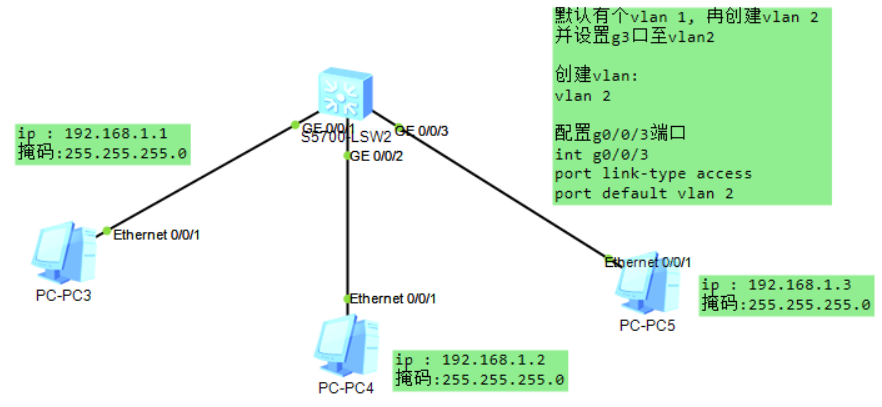 默认有个vlan 1, 冉创建vlan 2
并设置g3口至vlan2
创建vlan:
vlan 2
配置g0/0/3端口
int g0/0/3
port link-type access
port default vlan 2
GE 0/0/1
GE 0/0/3
S5700-LSW2
GE 0/0/2
ip : 192.168.1.1
掩码:255.255.255.0
Ethernet 0/0/1
PC-PC3
Ethernet 0/0/1
PC-PC4
ip : 192.168.1.2
掩码:255.255.255.0
Ethernet 0/0/1
PC-PC5
ip : 192.168.1.3
掩码:255.255.255.0